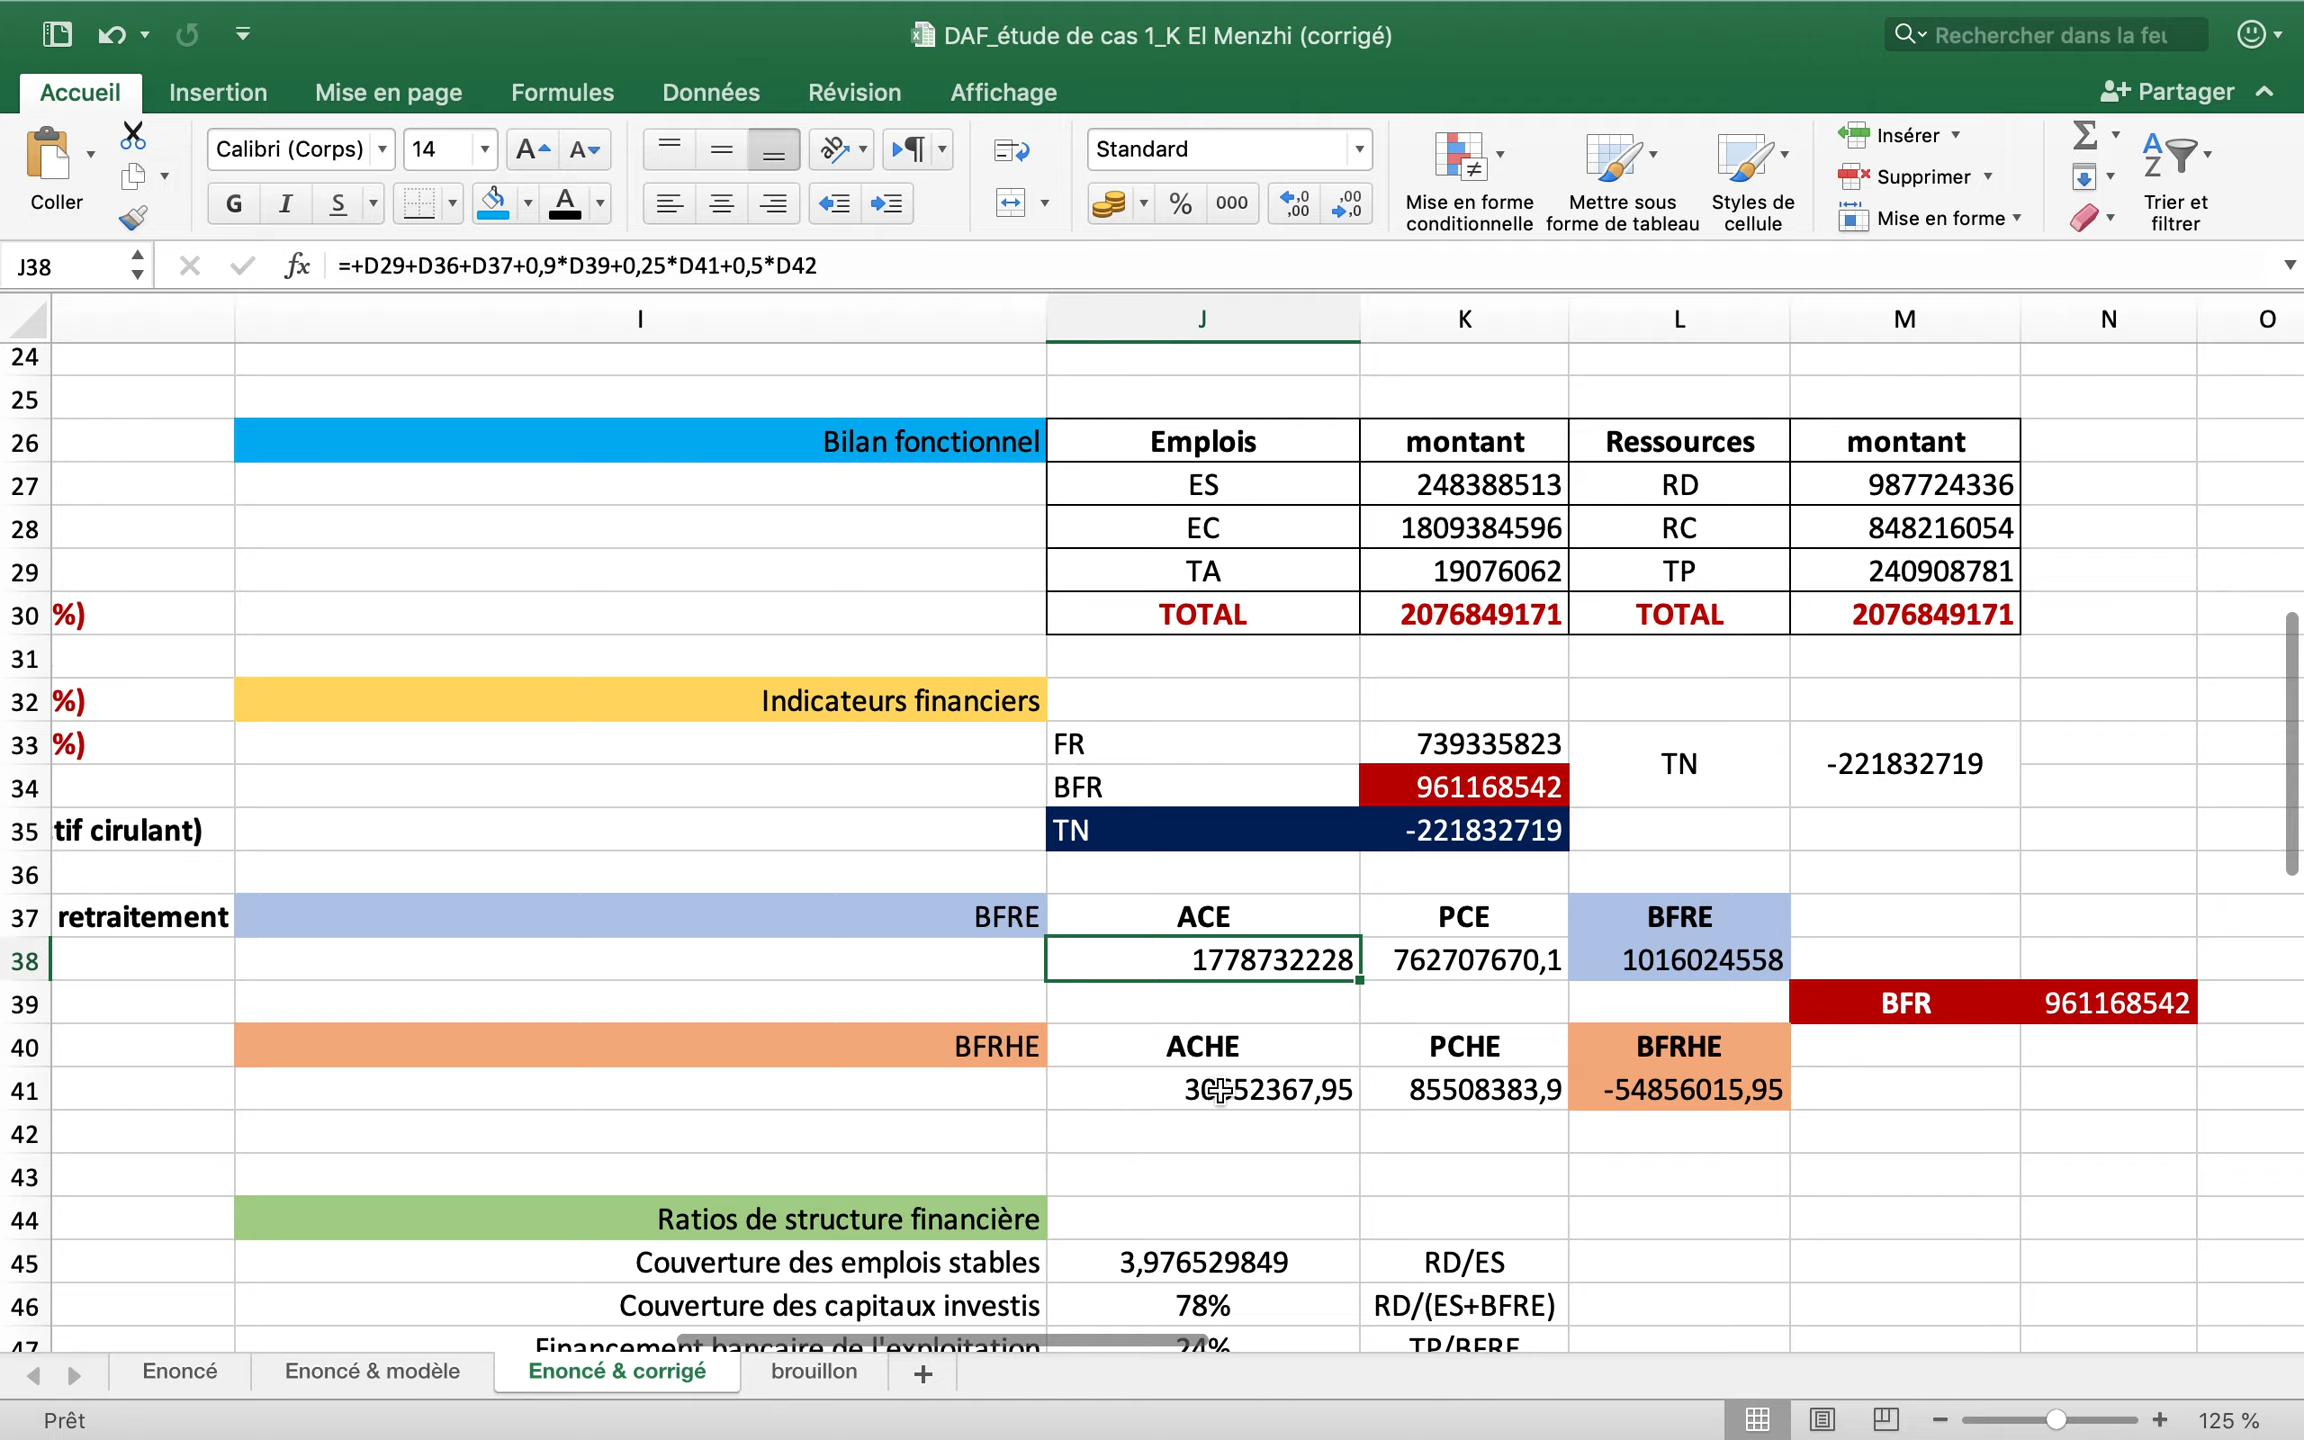 DAF_étude de cas 1_K El Menzhi (corrigé)
Rechercher dans la feu
Accueil Insertion Mise en page Formules Données Révision Affichage
Partager
Coller
Calibri (Corps) 14
G I S
Standard
% 000
Mise en forme conditionnelle
Mettre sous forme de tableau
Styles de cellule
Insérer
Supprimer
Mise en forme
Trier et filtrer
J38 fx =+D29+D36+D37+0,9*D39+0,25*D41+0,5*D42
I J K L M N O
24
25
26 Bilan fonctionnel Emplois montant Ressources montant
27 ES 248388513 RD 987724336
28 EC 1809384596 RC 848216054
29 TA 19076062 TP 240908781
30 %) TOTAL 2076849171 TOTAL 2076849171
31
32 %) Indicateurs financiers
33 %) FR 739335823 TN -221832719
34 BFR 961168542
35 tif cirulant) TN -221832719
36
37 retraitement BFRE ACE PCE BFRE
38 1778732228 762707670,1 1016024558
39 BFR 961168542
40 BFRHE ACHE PCHE BFRHE
41 85508383,9 -54856015,95
42
43
44 Ratios de structure financière
45 Couverture des emplois stables 3,976529849 RD/ES
46 Couverture des capitaux investis 78% RD/(ES+BFRE)
47 Financement bancaire de l'exploitation 24% TP/BFRE
Enoncé Enoncé & modèle Enoncé & corrigé brouillon
Prêt
125 %